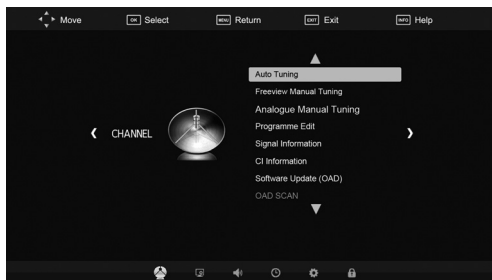 Move OK Select MENU Return EXIT Exit INFO Help
Auto Tuning
Freeview Manual Tuning
Analogue Manual Tuning
CHANNEL
Programme Edit
Signal Information
CI Information
Software Update (OAD)
OAD SCAN